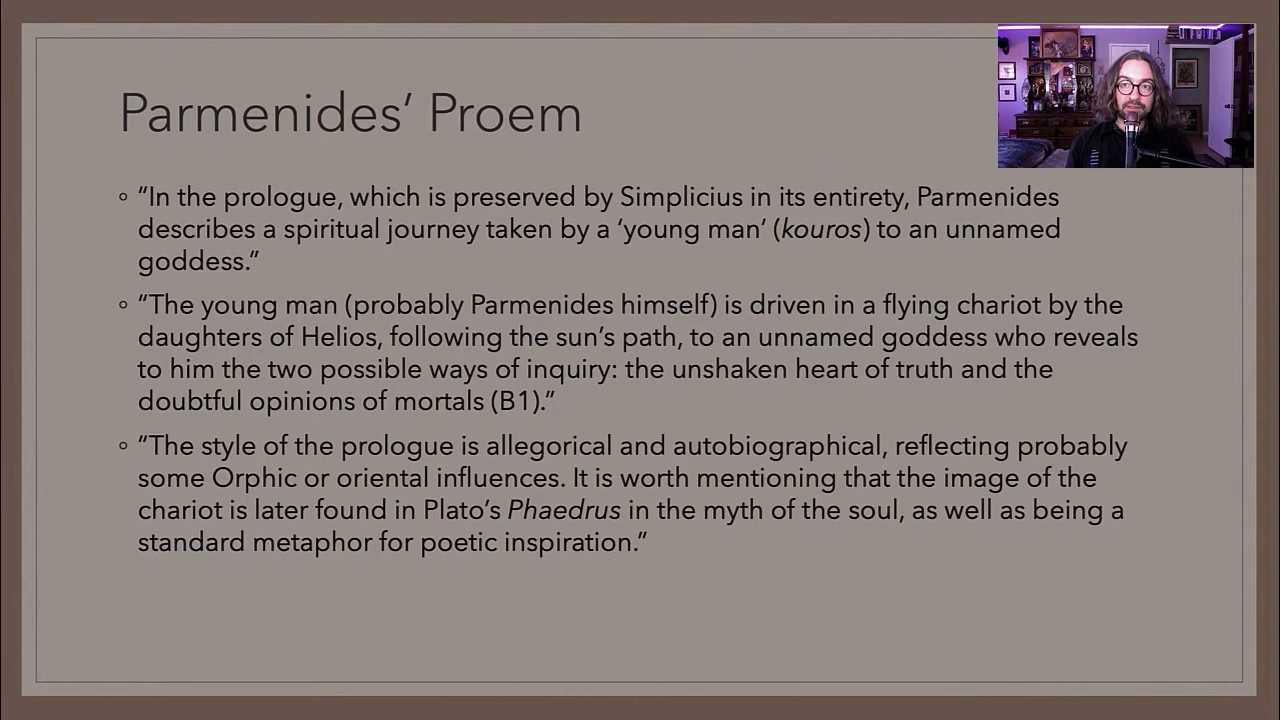 Parmenides’ Proem
◦ “In the prologue, which is preserved by Simplicius in its entirety, Parmenides
describes a spiritual journey taken by a ‘young man’ (kouros) to an unnamed
goddess.”
◦ “The young man (probably Parmenides himself) is driven in a flying chariot by the
daughters of Helios, following the sun’s path, to an unnamed goddess who reveals
to him the two possible ways of inquiry: the unshaken heart of truth and the
doubtful opinions of mortals (B1).”
◦ “The style of the prologue is allegorical and autobiographical, reflecting probably
some Orphic or oriental influences. It is worth mentioning that the image of the
chariot is later found in Plato’s Phaedrus in the myth of the soul, as well as being a
standard metaphor for poetic inspiration.”